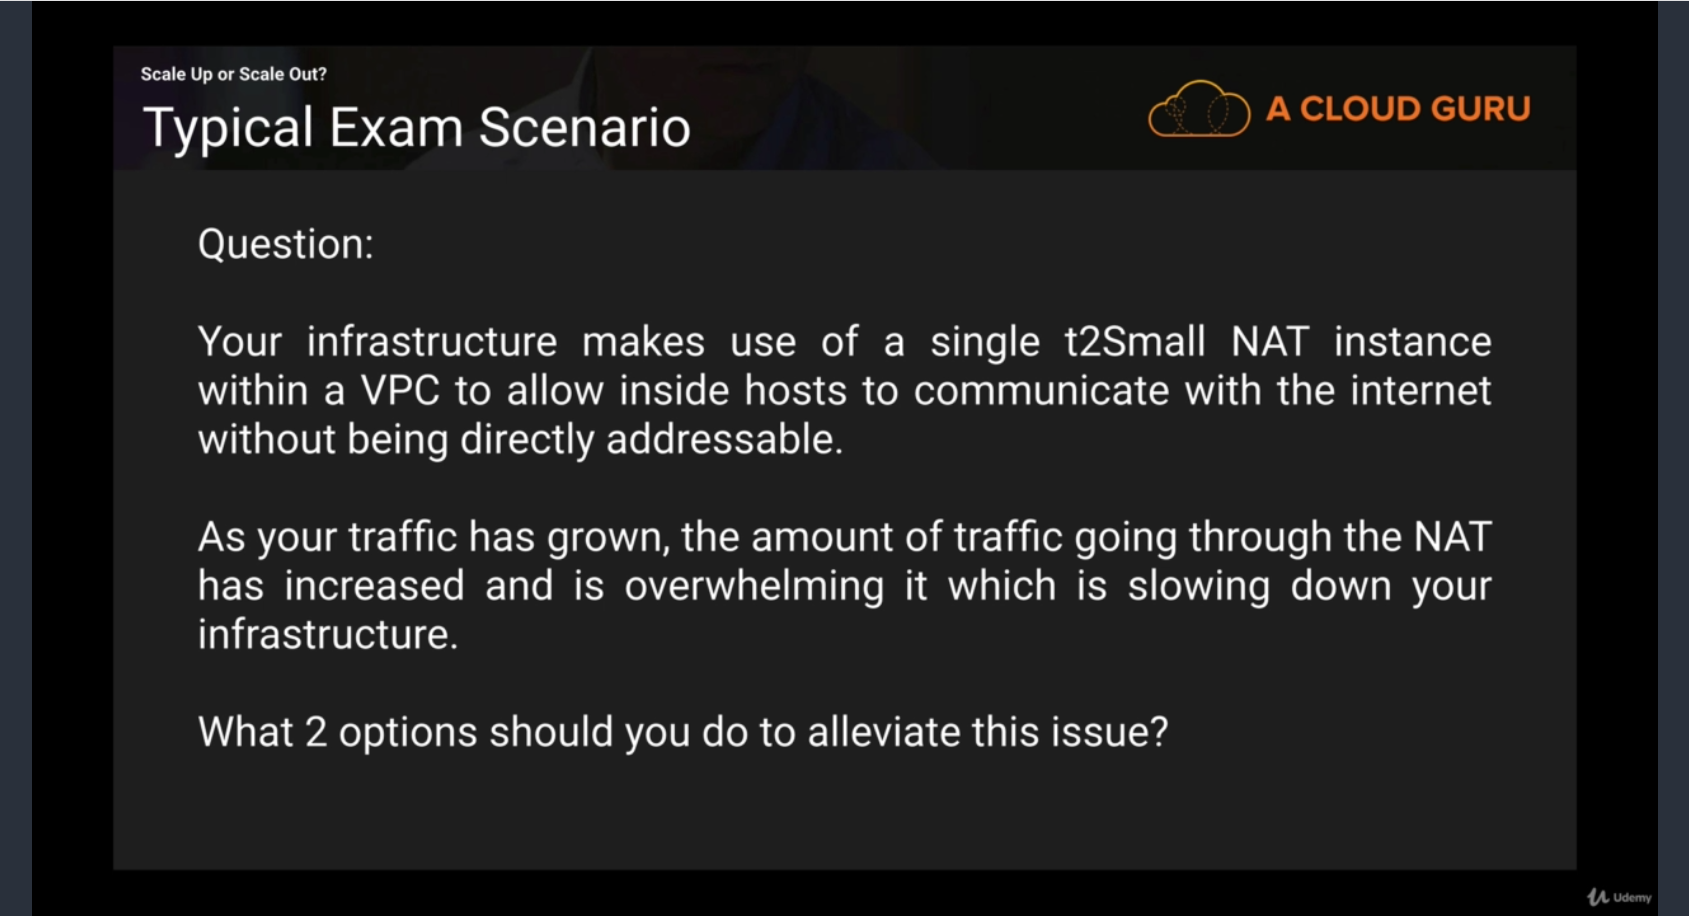 Scale Up or Scale Out?
Typical Exam Scenario
A CLOUD GURU
Question:
Your infrastructure makes use of a single t2Small NAT instance
within a VPC to allow inside hosts to communicate with the internet
without being directly addressable.
As your traffic has grown, the amount of traffic going through the NAT
has increased and is overwhelming it which is slowing down your
infrastructure.
What 2 options should you do to alleviate this issue?
Udemy